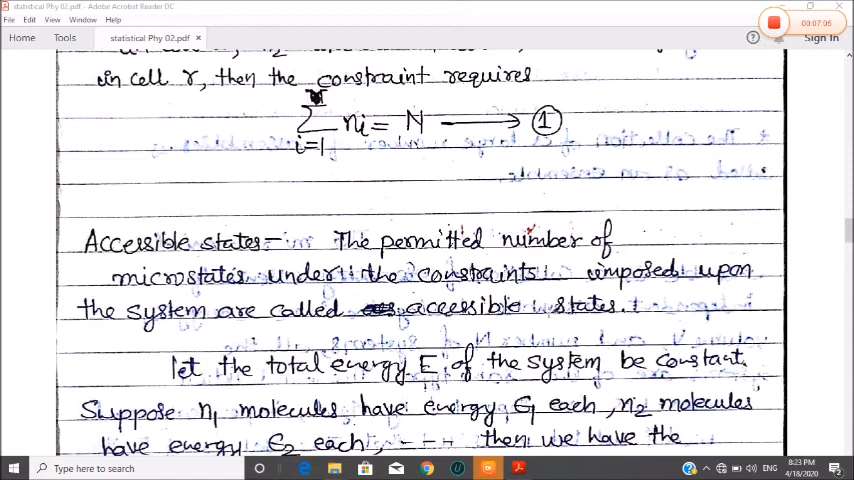 statistical Phy 02.pdf - Adobe Acrobat Reader DC
File Edit View Window Help
Home Tools statistical Phy 02.pdf × Sign In
00:07:05
in cell r, then the constraint requires
∑ ni = N ⟶ ①
i=1
Accessible states:- The permitted number of
microstates under the constraints imposed upon
the system are called accessible states.
let the total energy E of the system be constant.
Suppose n1 molecules have energy ∈1 each, n2 molecules
have energy ∈2 each, ---, then we have the
Type here to search
ENG
8:23 PM
4/18/2020